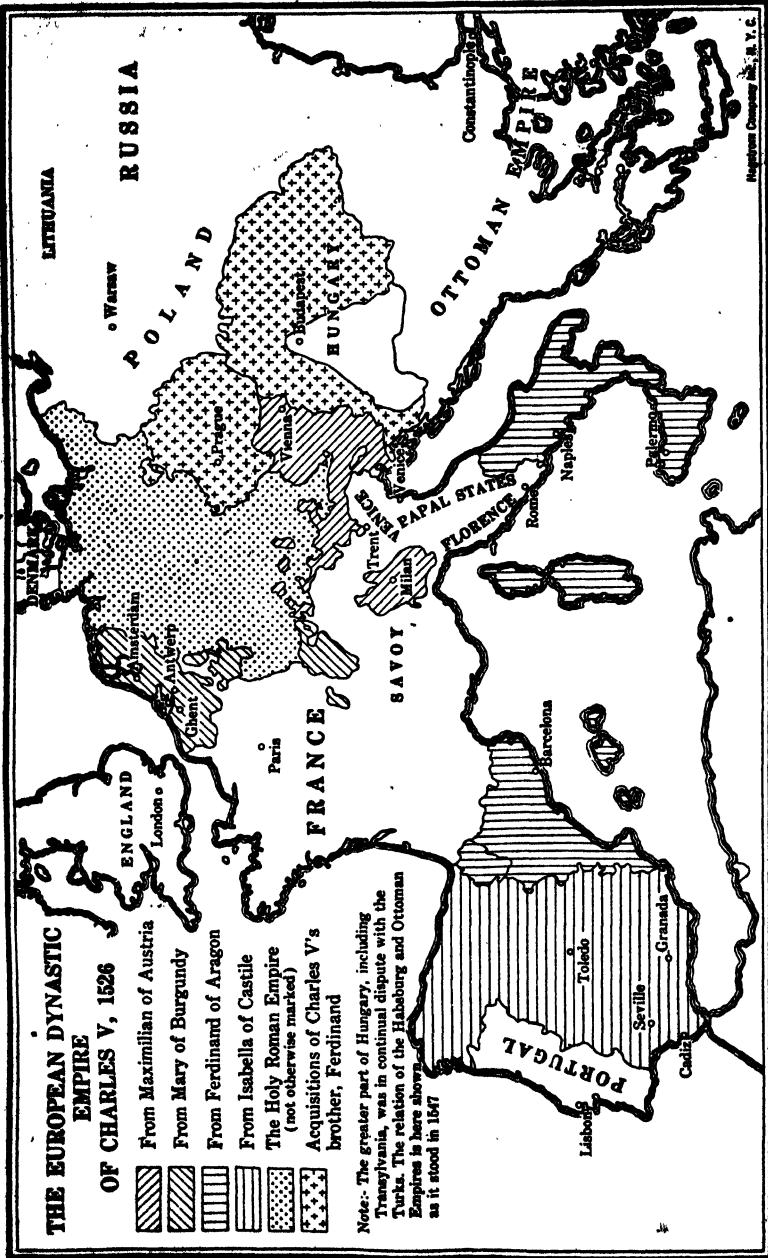 THE EUROPEAN DYNASTIC
EMPIRE
OF CHARLES V, 1526
From Maximilian of Austria
From Mary of Burgundy
From Ferdinand of Aragon
From Isabella of Castile
The Holy Roman Empire
(not otherwise marked)
Acquisitions of Charles V's
brother, Ferdinand
Note:- The greater part of Hungary, including
Transylvania, was in continual dispute with the
Turks. The relation of the Habsburg and Ottoman
Empires is here shown
as it stood in 1547
ENGLAND
London
DENMARK
LITHUANIA
RUSSIA
Warsaw
POLAND
Amsterdam
Antwerp
Ghent
Paris
FRANCE
Prague
Vienna
Budapest
HUNGARY
SAVOY
Trent
Milan
VENICE
Venice
PAPAL STATES
FLORENCE
Rome
Naples
Palermo
OTTOMAN EMPIRE
Constantinople
Barcelona
Toledo
Granada
Seville
Cadiz
PORTUGAL
Lisbon
Hagstrom Company Inc., N. Y. C.